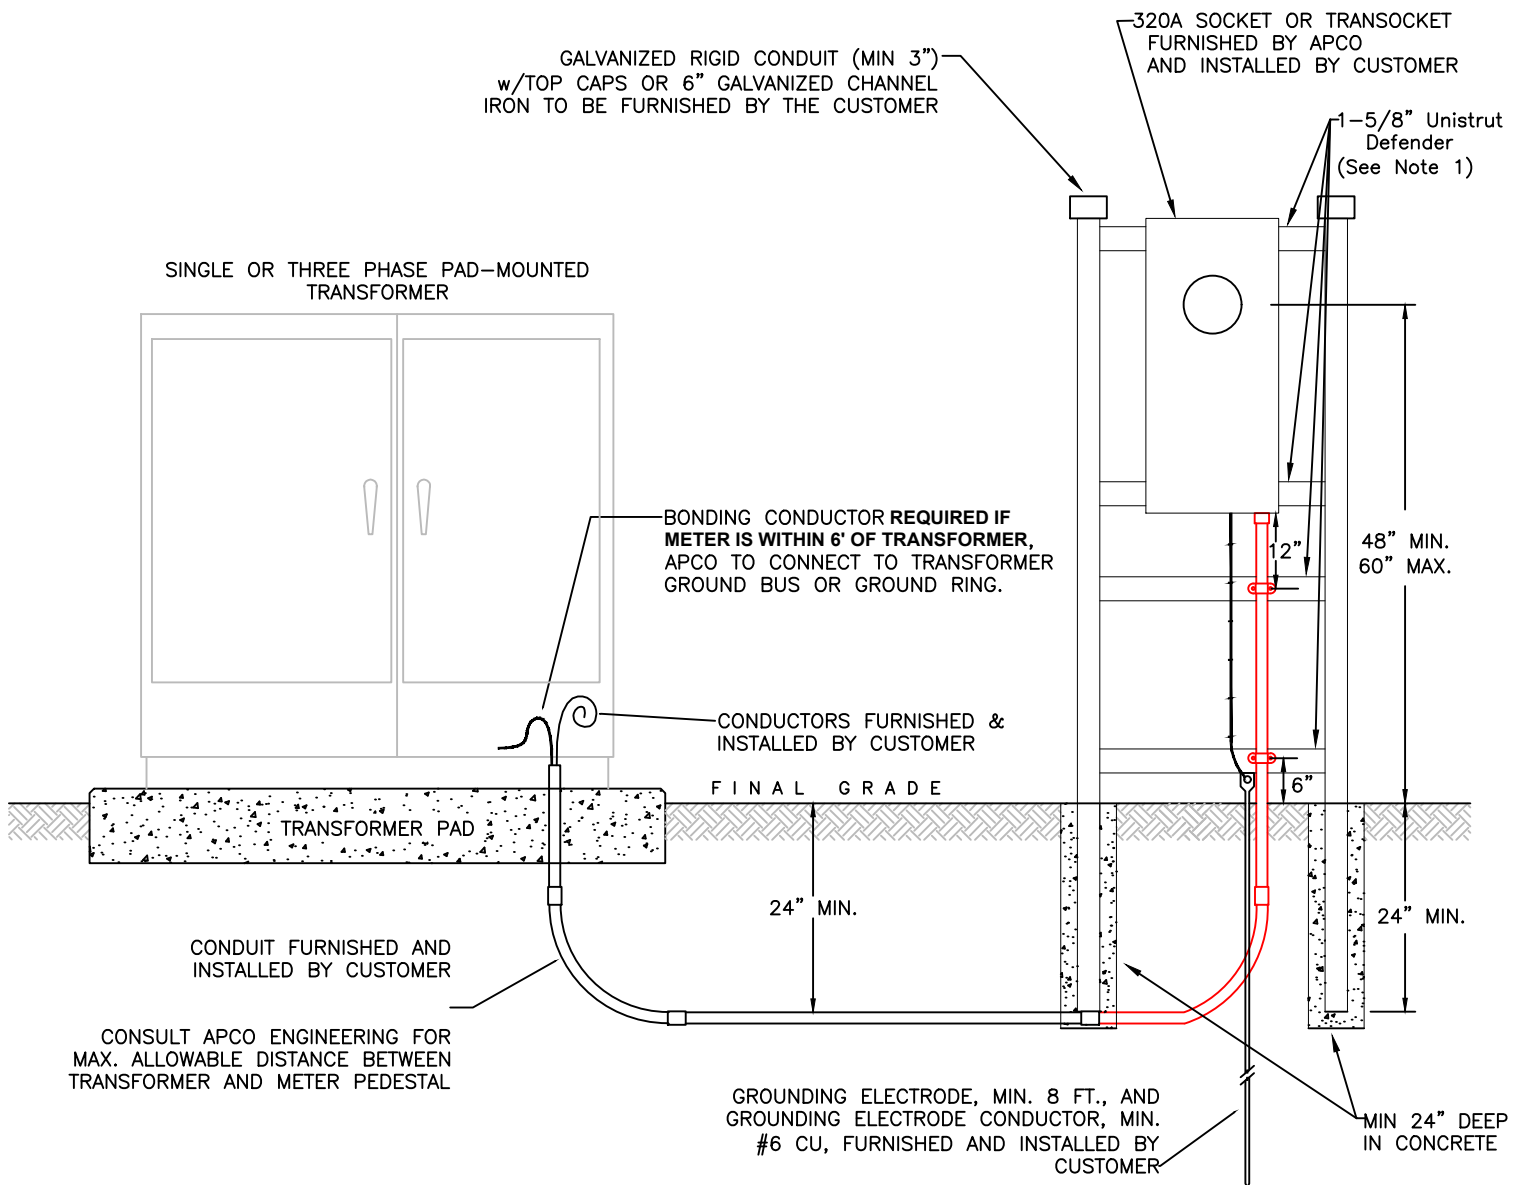 320A SOCKET OR TRANSOCKET
FURNISHED BY APCO
AND INSTALLED BY CUSTOMER
GALVANIZED RIGID CONDUIT (MIN 3")
w/TOP CAPS OR 6" GALVANIZED CHANNEL
IRON TO BE FURNISHED BY THE CUSTOMER
1-5/8" Unistrut
Defender
(See Note 1)
SINGLE OR THREE PHASE PAD-MOUNTED
TRANSFORMER
BONDING CONDUCTOR REQUIRED IF
METER IS WITHIN 6' OF TRANSFORMER,
APCO TO CONNECT TO TRANSFORMER
GROUND BUS OR GROUND RING.
12"
48" MIN.
60" MAX.
CONDUCTORS FURNISHED &
INSTALLED BY CUSTOMER
FINAL GRADE
6"
TRANSFORMER PAD
24" MIN.
24" MIN.
CONDUIT FURNISHED AND
INSTALLED BY CUSTOMER
CONSULT APCO ENGINEERING FOR
MAX. ALLOWABLE DISTANCE BETWEEN
TRANSFORMER AND METER PEDESTAL
GROUNDING ELECTRODE, MIN. 8 FT., AND
GROUNDING ELECTRODE CONDUCTOR, MIN.
#6 CU, FURNISHED AND INSTALLED BY
CUSTOMER
MIN 24" DEEP
IN CONCRETE